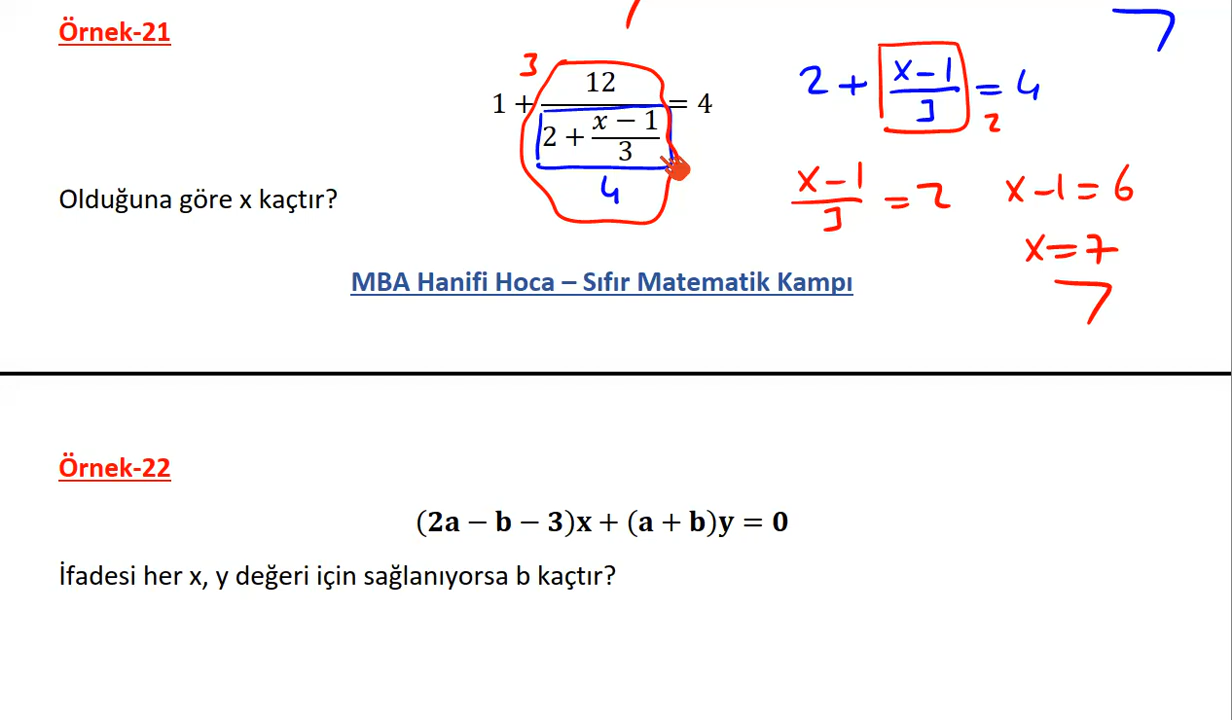 Örnek-21
3
1 + 12 / (2 + (x − 1)/3) = 4
4
2 + (x−1)/3 = 4
2
(x−1)/3 = 2
x−1 = 6
x = 7
Olduğuna göre x kaçtır?
MBA Hanifi Hoca – Sıfır Matematik Kampı
Örnek-22
(2a − b − 3)x + (a + b)y = 0
İfadesi her x, y değeri için sağlanıyorsa b kaçtır?